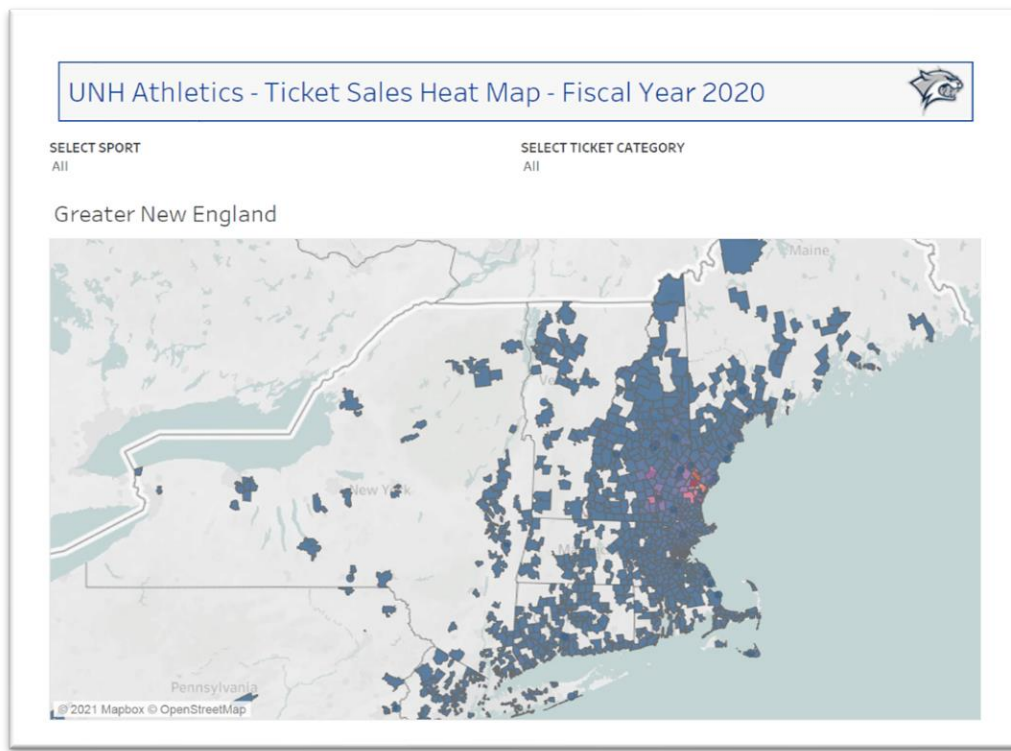 UNH Athletics - Ticket Sales Heat Map - Fiscal Year 2020
SELECT SPORT
All
SELECT TICKET CATEGORY
All
Greater New England
Maine
New York
Pennsylvania
© 2021 Mapbox © OpenStreetMap